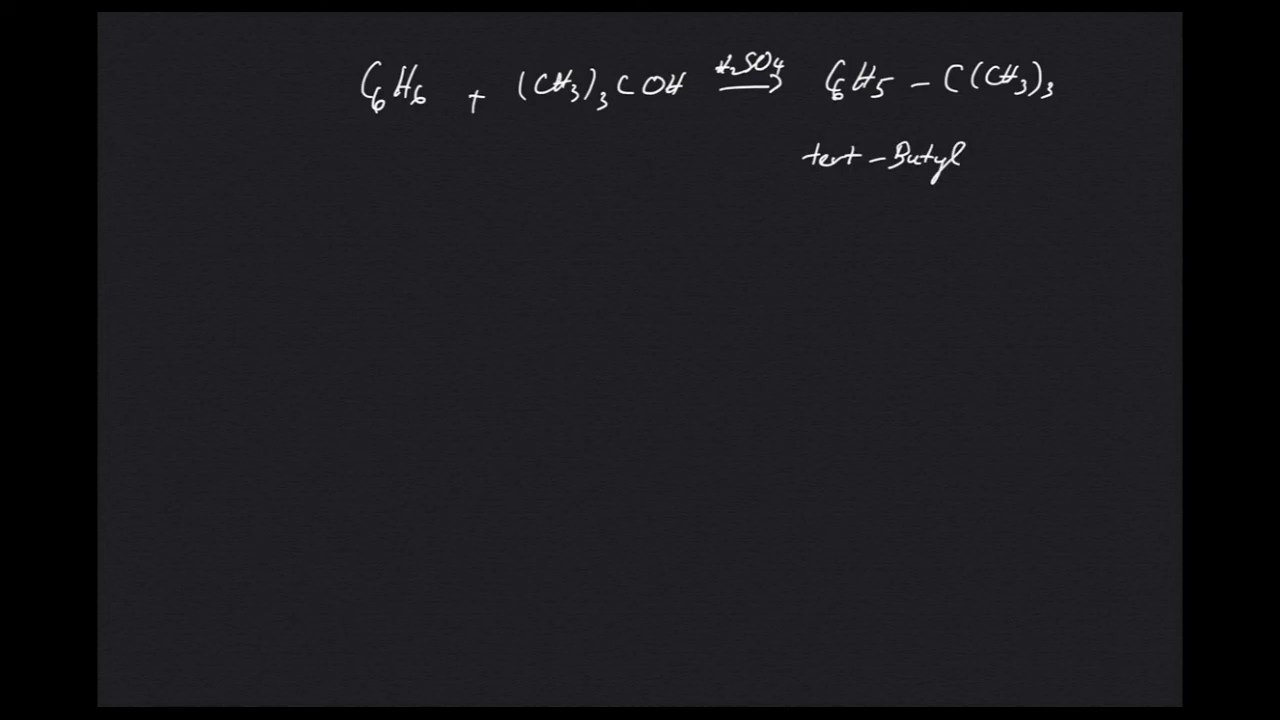 C₆H₆ + (CH₃)₃COH H₂SO₄ → C₆H₅ – C(CH₃)₃
tert – Butyl